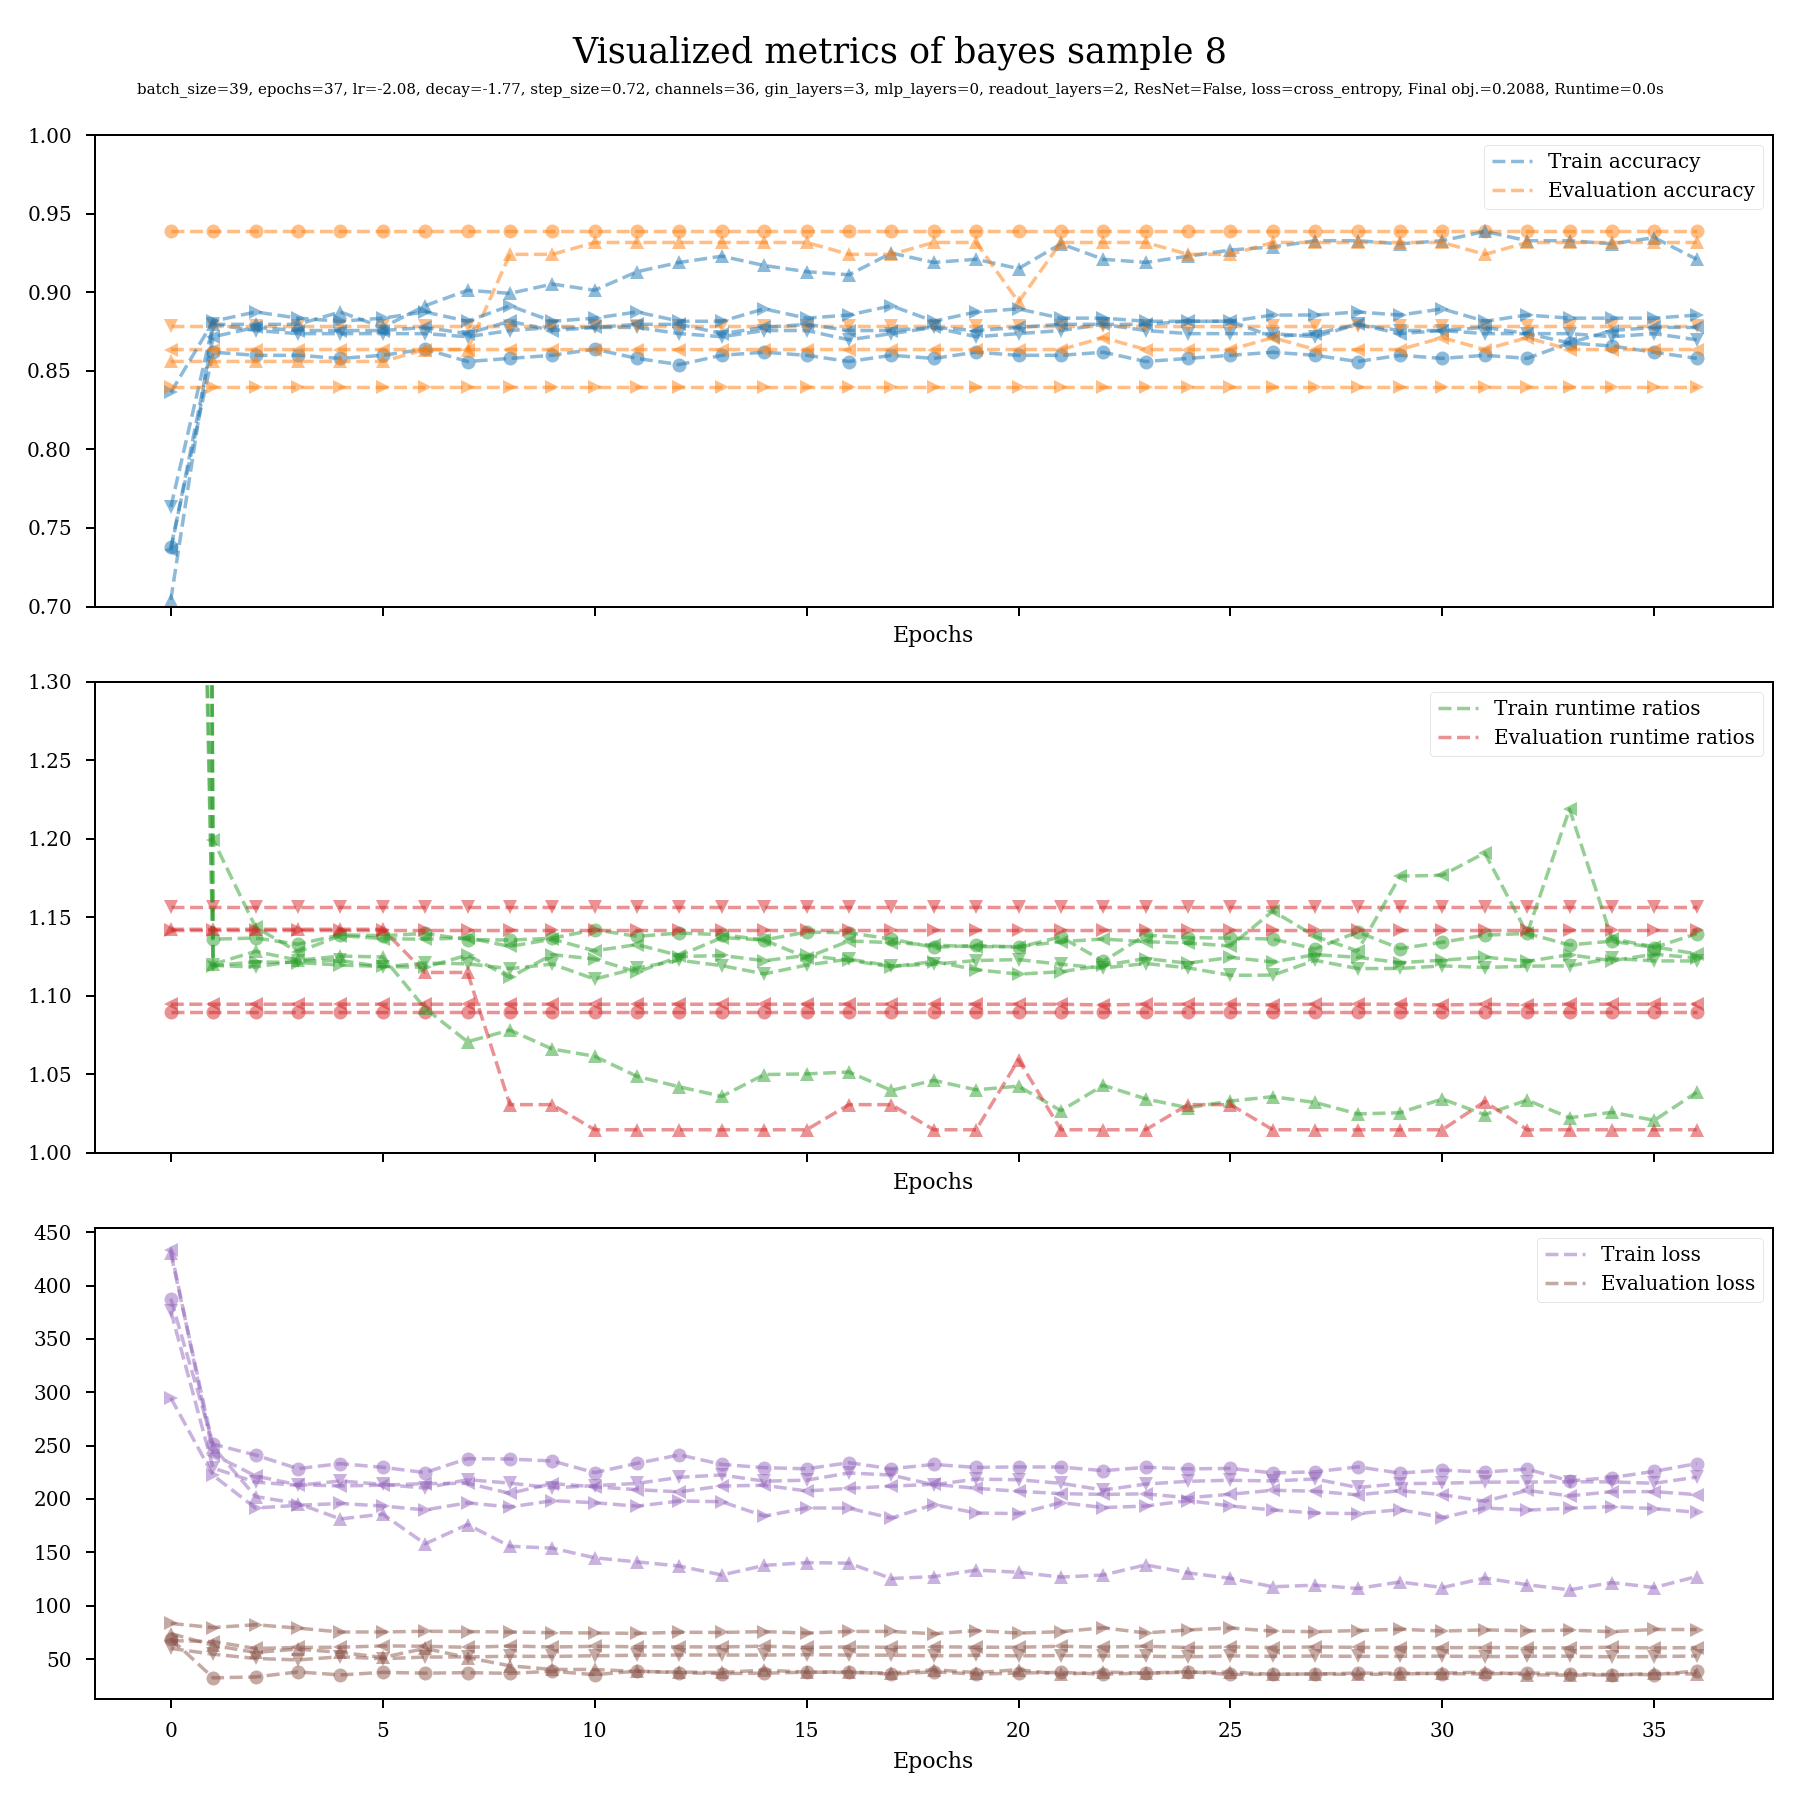 Visualized metrics of bayes sample 8
batch_size=39, epochs=37, lr=-2.08, decay=-1.77, step_size=0.72, channels=36, gin_layers=3, mlp_layers=0, readout_layers=2, ResNet=False, loss=cross_entropy, Final obj.=0.2088, Runtime=0.0s
1.00
0.95
0.90
0.85
0.80
0.75
0.70
Train accuracy
Evaluation accuracy
Epochs
1.30
1.25
1.20
1.15
1.10
1.05
1.00
Train runtime ratios
Evaluation runtime ratios
Epochs
450
400
350
300
250
200
150
100
50
Train loss
Evaluation loss
0 5 10 15 20 25 30 35
Epochs